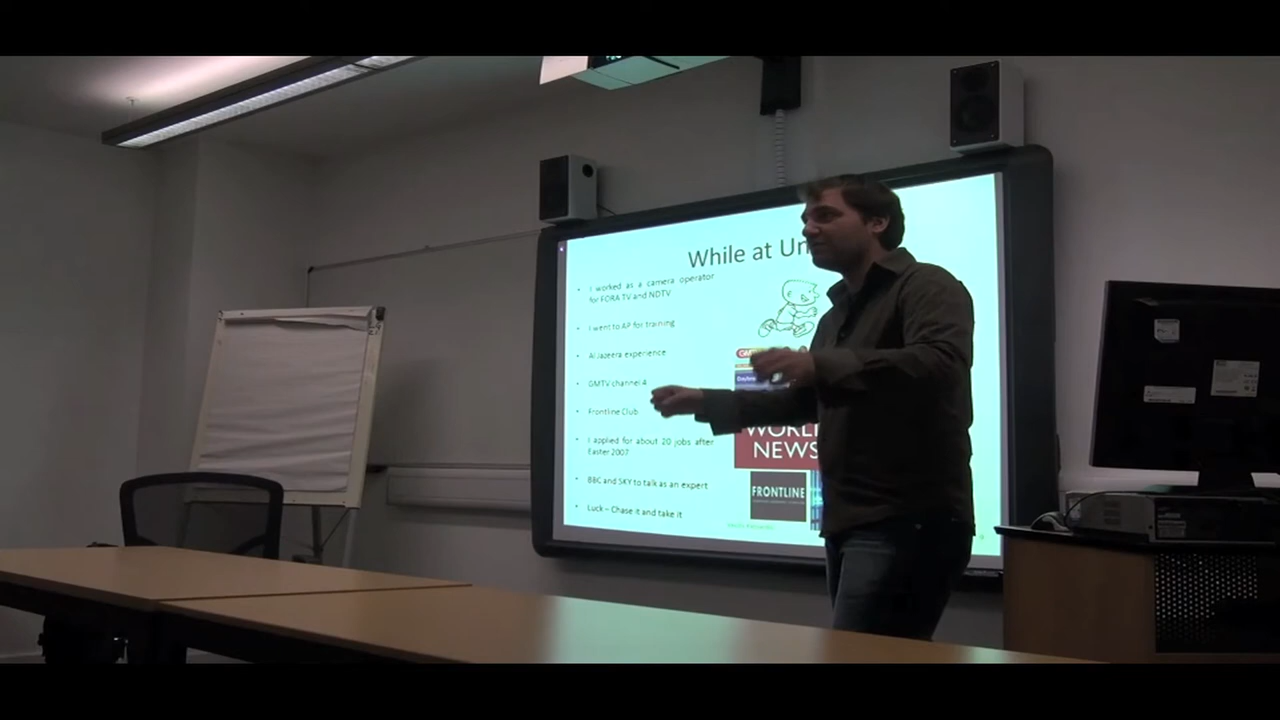 While at Un
• I worked as a camera operator
for FORA TV and NDTV
• I went to AP for training
• Al Jazeera experience
• GMTV channel 4
• Frontline Club
• I applied for about 20 jobs after
Easter 2007
• BBC and SKY to talk as an expert
• Luck – Chase it and take it
GM
WORL
NEWS
FRONTLINE